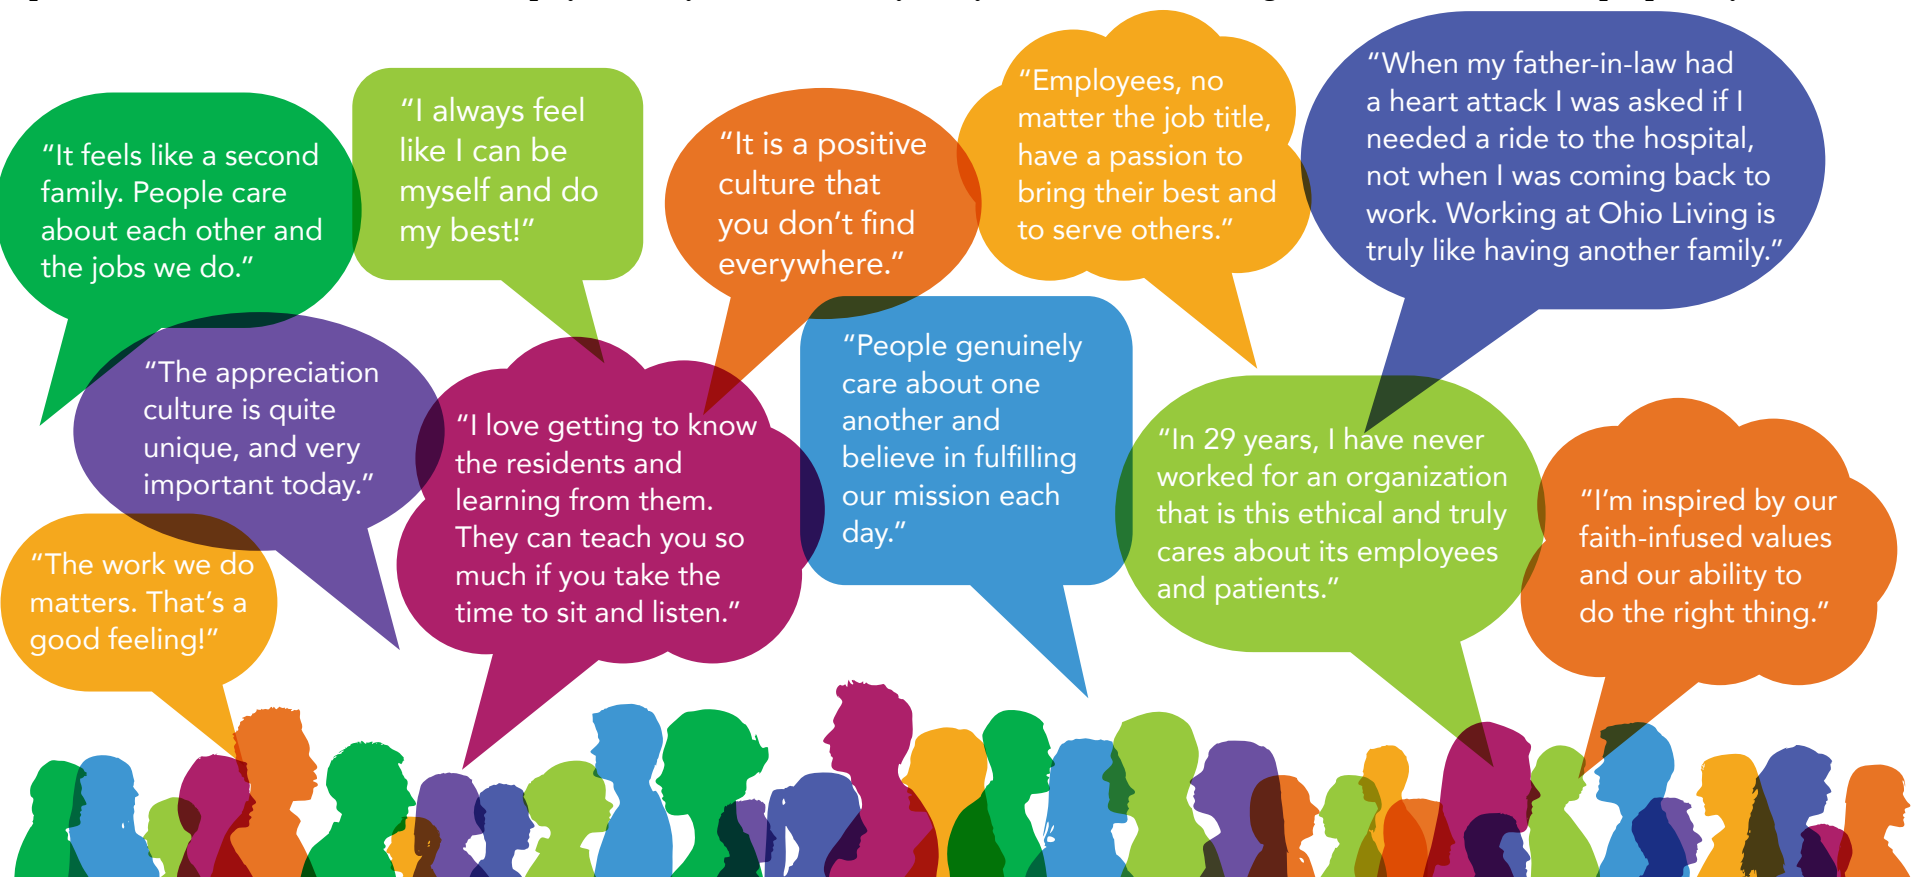 “It feels like a second
family. People care
about each other and
the jobs we do.”
“I always feel
like I can be
myself and do
my best!”
“It is a positive
culture that
you don’t find
everywhere.”
“Employees, no
matter the job title,
have a passion to
bring their best and
to serve others.”
“When my father-in-law had
a heart attack I was asked if I
needed a ride to the hospital,
not when I was coming back to
work. Working at Ohio Living is
truly like having another family.”
“The appreciation
culture is quite
unique, and very
important today.”
“I love getting to know
the residents and
learning from them.
They can teach you so
much if you take the
time to sit and listen.”
“People genuinely
care about one
another and
believe in fulfilling
our mission each
day.”
“In 29 years, I have never
worked for an organization
that is this ethical and truly
cares about its employees
and patients.”
“I’m inspired by our
faith-infused values
and our ability to
do the right thing.”
“The work we do
matters. That’s a
good feeling!”